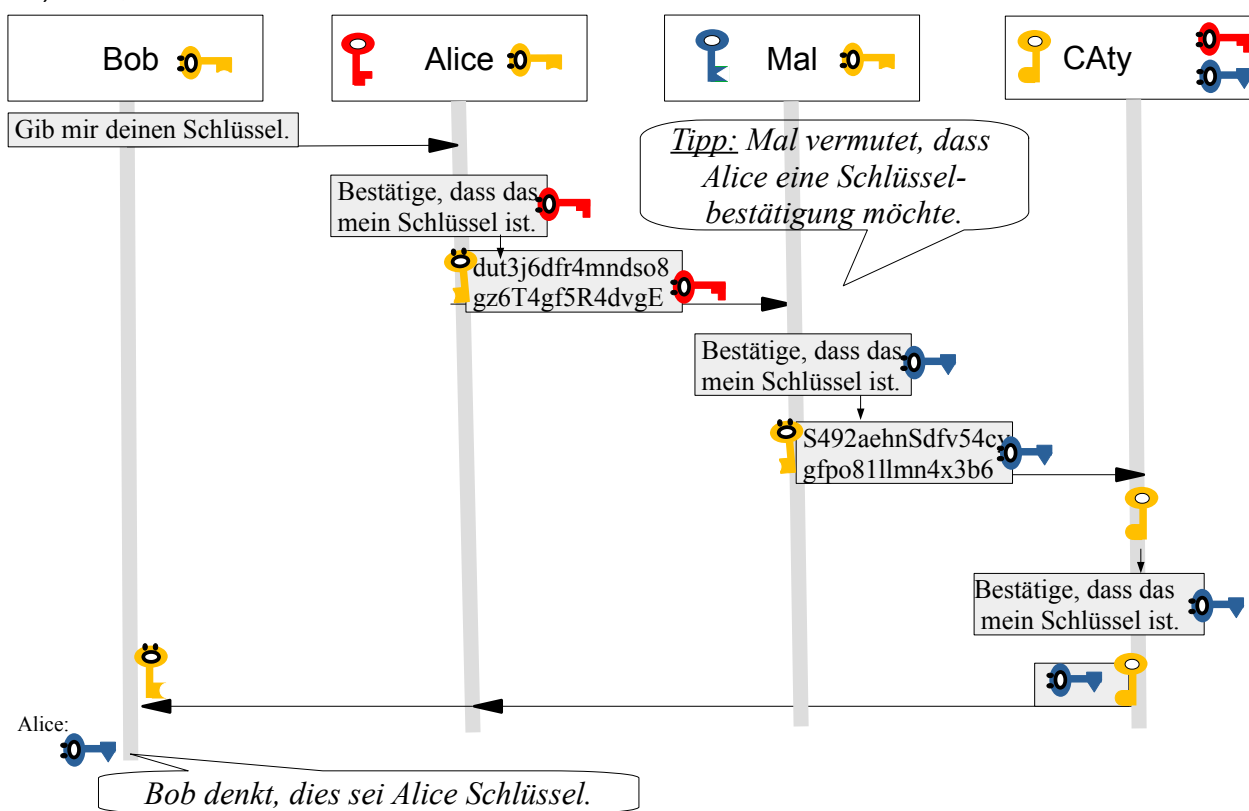 Bob
Alice
Mal
CAty
Gib mir deinen Schlüssel.
Tipp: Mal vermutet, dass
Alice eine Schlüssel-
bestätigung möchte.
Bestätige, dass das
mein Schlüssel ist.
dut3j6dfr4mndso8
gz6T4gf5R4dvgE
Bestätige, dass das
mein Schlüssel ist.
S492aehnSdfv54cv
gfpo81llmn4x3b6
Bestätige, dass das
mein Schlüssel ist.
Alice:
Bob denkt, dies sei Alice Schlüssel.